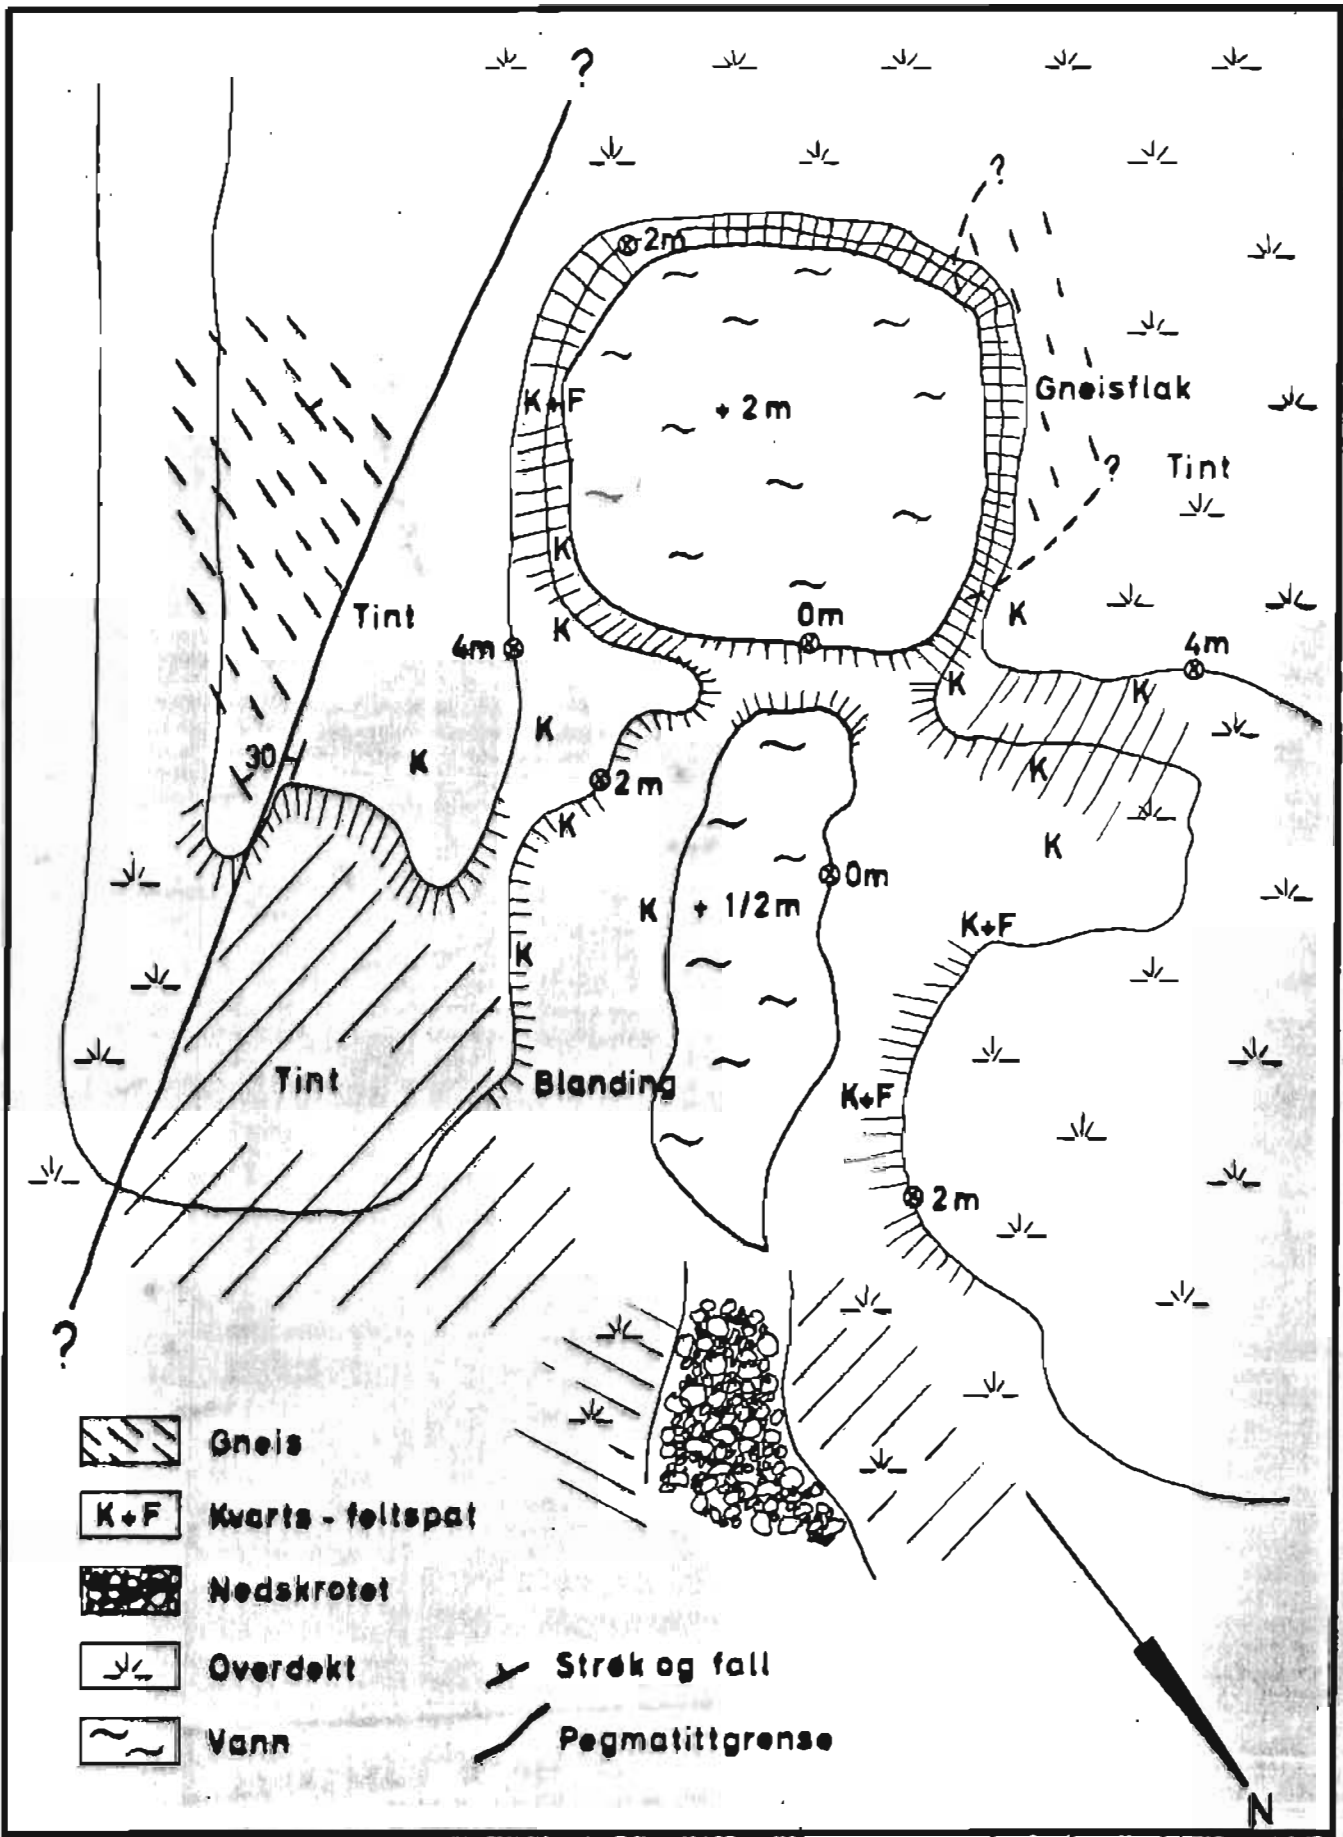 ?
?
2m
K+F
+ 2m
Gneisflak
?
Tint
K
Tint
K
0m
K
4m
4m
K
K
K
30
K
K
2m
K
K
0m
K
K + 1/2m
K+F
K
Tint
Blanding
K+F
2m
?
Gneis
K+F Kvarts - feltspat
Nedskrotet
Overdekt
Strøk og fall
Vann
Pegmatittgrense
N